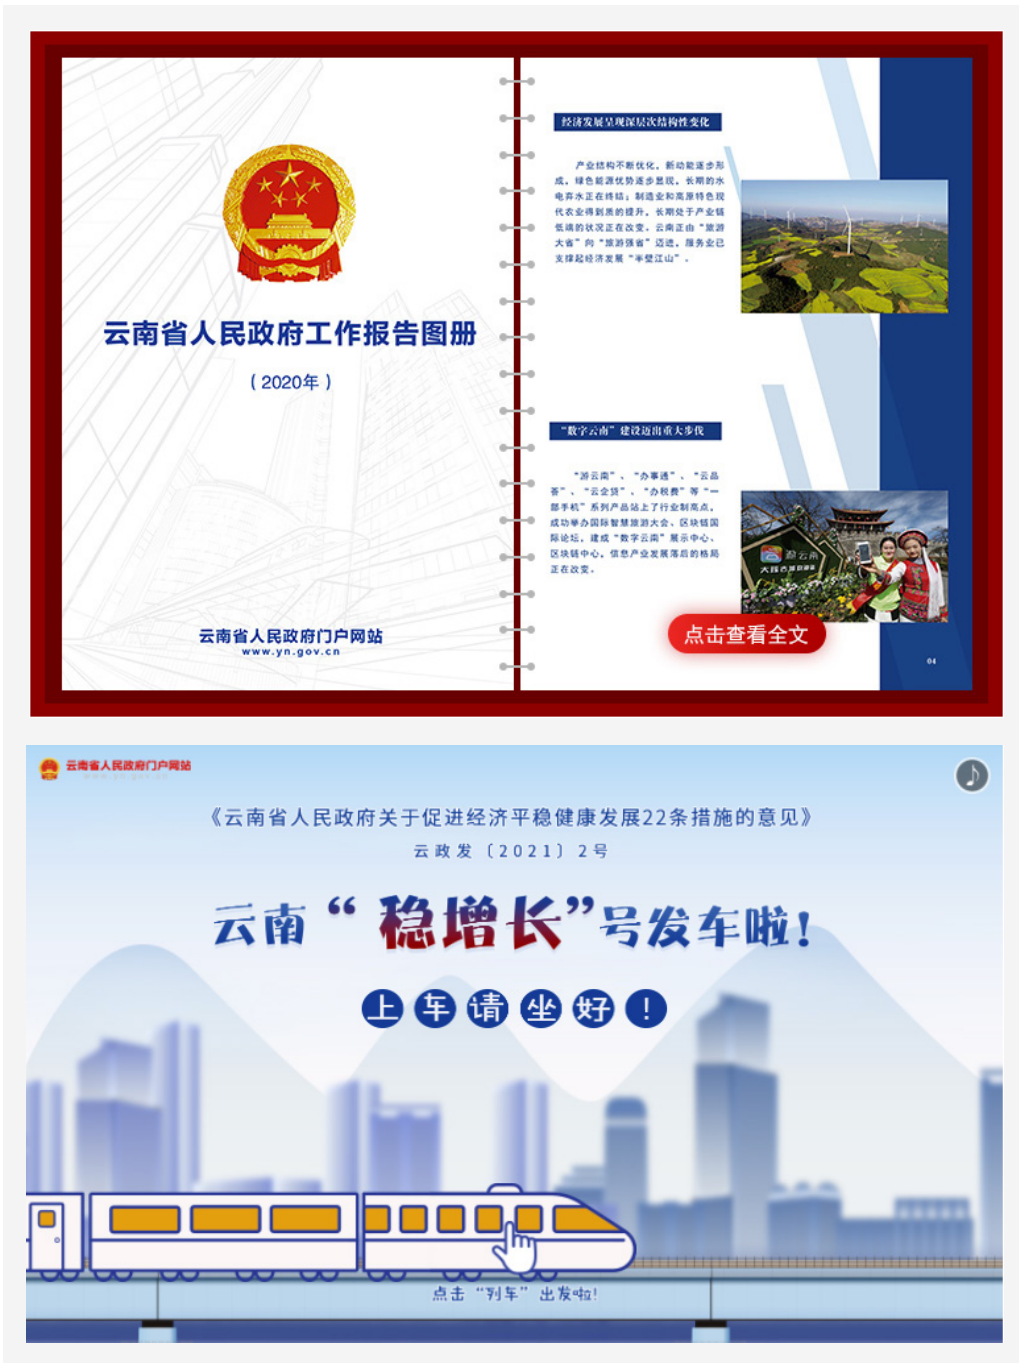 云南省人民政府工作报告图册
(2020年)
云南省人民政府门户网站
www.yn.gov.cn
经济发展呈现深层次结构性变化
产业结构不断优化，新动能逐步形
成，绿色能源优势逐步显现，长期的水
电弃水正在终结；制造业和高原特色现
代农业得到质的提升，长期处于产业链
低端的状况正在改变，云南正由“旅游
大省”向“旅游强省”迈进，服务业已
支撑起经济发展“半壁江山”。
“数字云南”建设迈出重大步伐
“游云南”、“办事通”、“云品
荟”、“云企贷”、“办税费”等“一
部手机”系列产品站上了行业制高点，
成功举办国际智慧旅游大会、区块链国
际论坛，建成“数字云南”展示中心、
区块链中心，信息产业发展落后的格局
正在改变。
游云南
点击查看全文
04
云南省人民政府门户网站
www.yn.gov.cn
《云南省人民政府关于促进经济平稳健康发展22条措施的意见》
云政发〔2021〕2号
云南“稳增长”号发车啦!
上车请坐好!
点击“列车”出发啦!